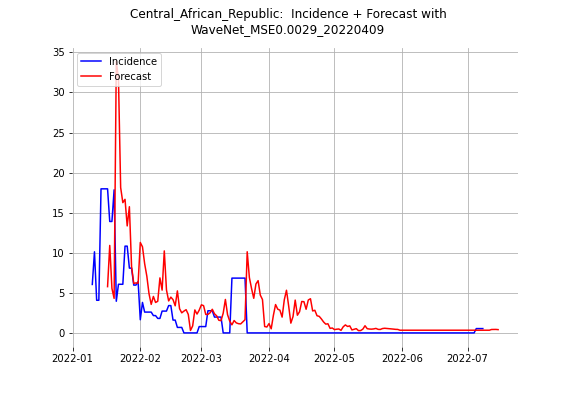 Central_African_Republic:  Incidence + Forecast with
WaveNet_MSE0.0029_20220409
Incidence
Forecast
35
30
25
20
15
10
5
0
2022-01 2022-02 2022-03 2022-04 2022-05 2022-06 2022-07